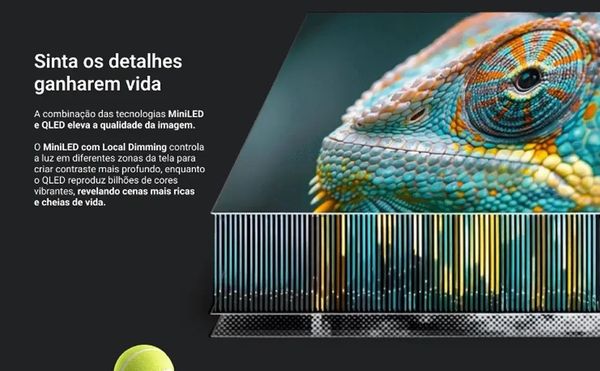 Sinta os detalhes
ganharem vida
A combinação das tecnologias MiniLED
e QLED eleva a qualidade da imagem.
O MiniLED com Local Dimming controla
a luz em diferentes zonas da tela para
criar contraste mais profundo, enquanto
o QLED reproduz bilhões de cores
vibrantes, revelando cenas mais ricas
e cheias de vida.